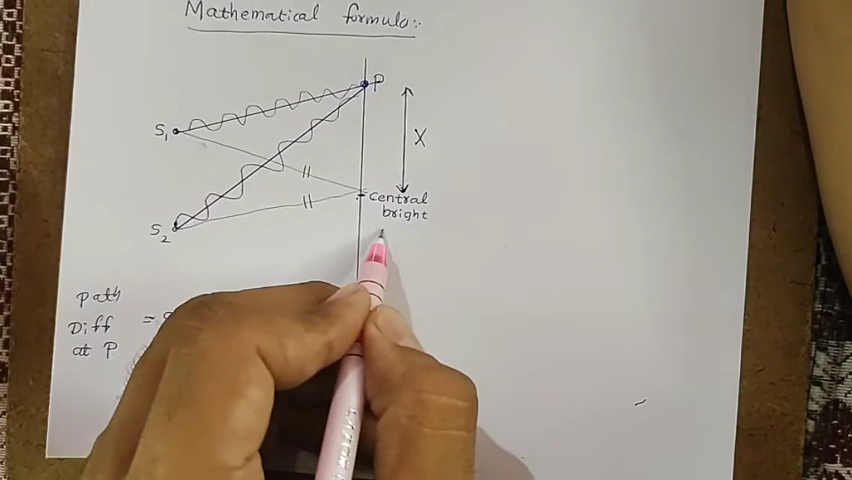 Mathematical formula:
P
S1
X
Central
bright
S2
path
Diff =
at P